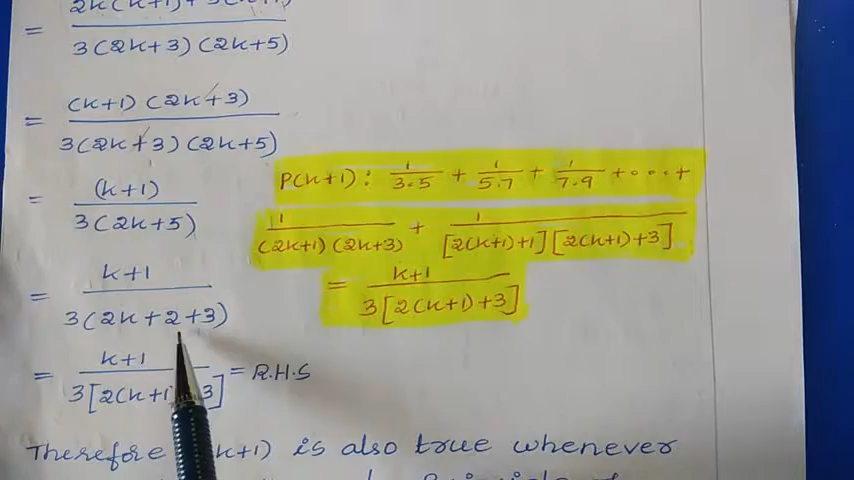 =
3(2k+3)(2k+5)
= (k+1)(2k+3)
3(2k+3)(2k+5)
= (k+1)
3(2k+5)
= k+1
3(2k+2+3)
= k+1
3[2(k+1) 3] = R.H.S
P(k+1): 1/3.5 + 1/5.7 + 1/7.9 + .... +
1/(2k+1)(2k+3) + 1/[2(k+1)+1][2(k+1)+3]
= k+1/3[2(k+1)+3]
Therefore k+1) is also true whenever